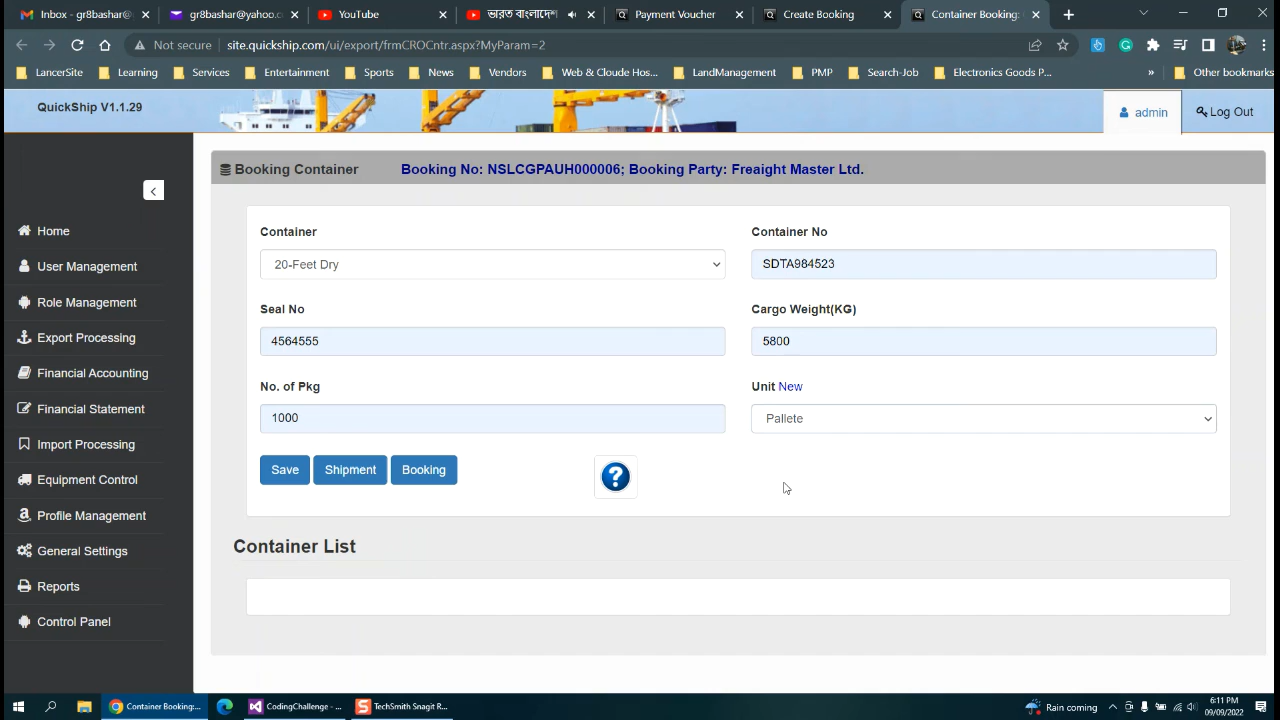 Inbox - gr8bashar@
gr8bashar@yahoo.c
YouTube
ভারত বাংলাদেশ
Payment Voucher
Create Booking
Container Booking:
Not secure
site.quickship.com/ui/export/frmCROCntr.aspx?MyParam=2
LancerSite
Learning
Services
Entertainment
Sports
News
Vendors
Web & Cloude Hos...
LandManagement
PMP
Search-Job
Electronics Goods P...
»
Other bookmarks
QuickShip V1.1.29
admin
Log Out
Booking Container
Booking No: NSLCGPAUH000006; Booking Party: Freaight Master Ltd.
Home
User Management
Role Management
Export Processing
Financial Accounting
Financial Statement
Import Processing
Equipment Control
Profile Management
General Settings
Reports
Control Panel
Container
Container No
20-Feet Dry
SDTA984523
Seal No
Cargo Weight(KG)
4564555
5800
No. of Pkg
Unit New
1000
Pallete
Save
Shipment
Booking
?
Container List
Container Booking:...
CodingChallenge - ...
TechSmith Snagit R...
Rain coming
6:11 PM
09/09/2022